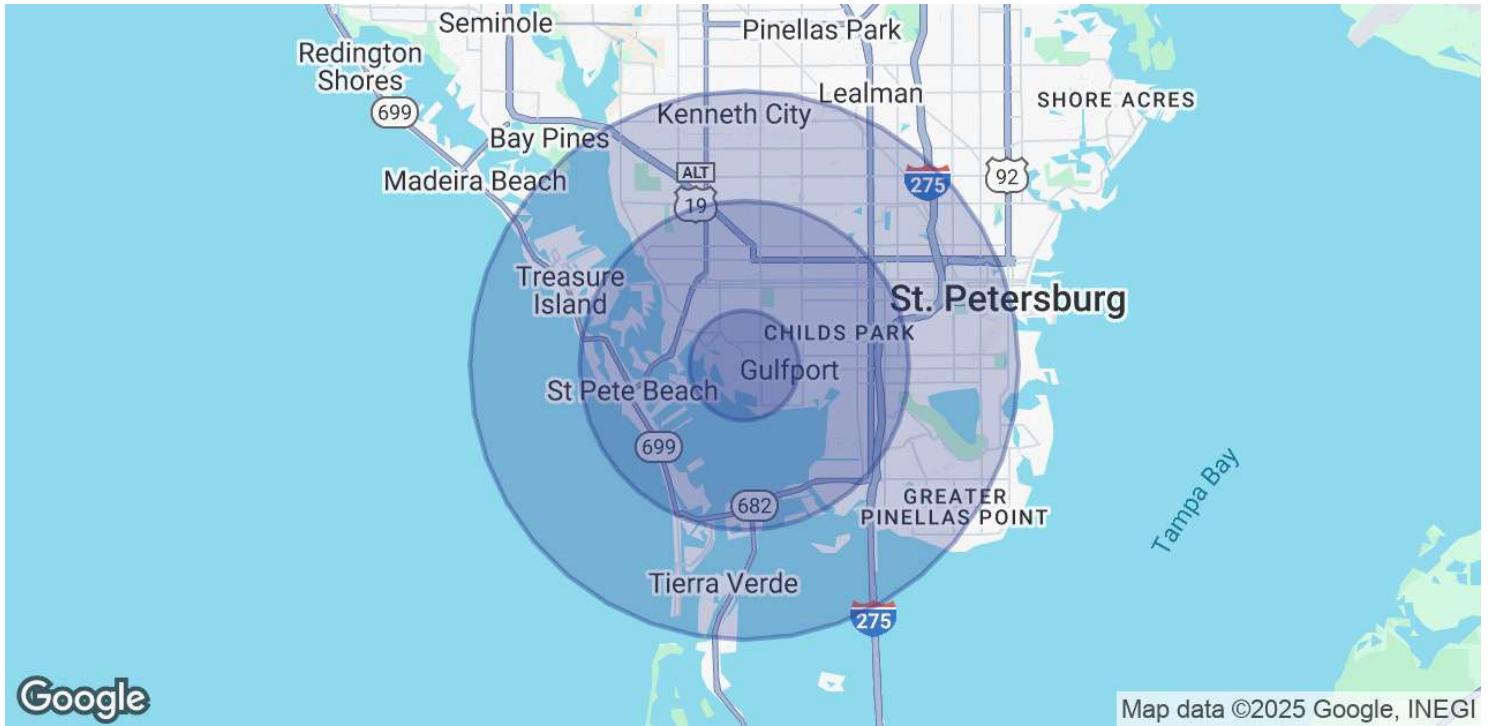 Seminole
Pinellas Park
Redington
Shores
Lealman
SHORE ACRES
699
Kenneth City
Bay Pines
Madeira Beach
ALT
19
275
92
Treasure
Island
St. Petersburg
CHILDS PARK
Gulfport
St Pete Beach
699
682
GREATER
PINELLAS POINT
Tampa Bay
Tierra Verde
275
Google
Map data ©2025 Google, INEGI